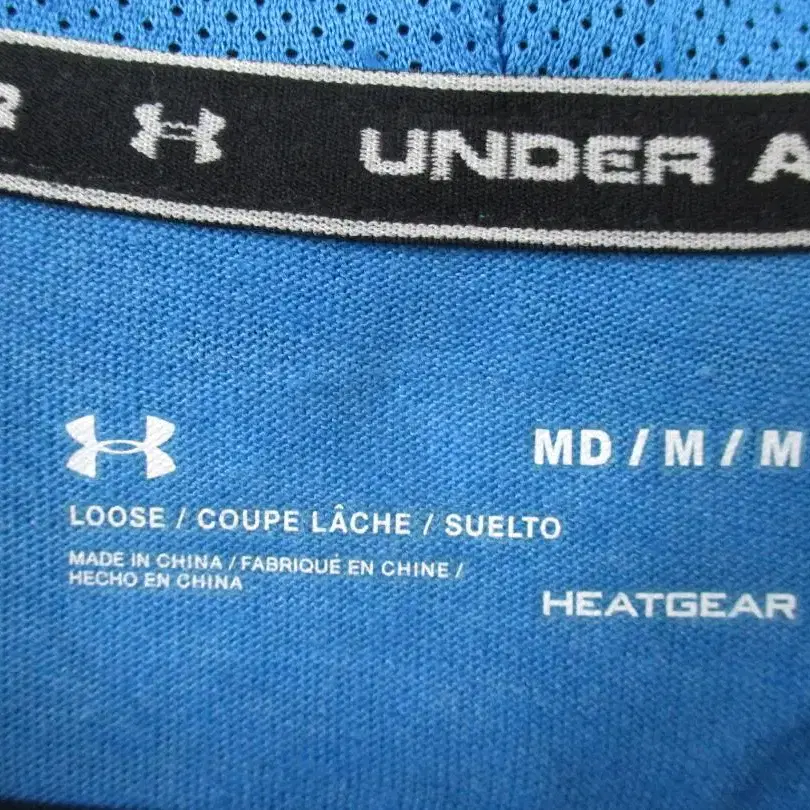 R UNDER A
MD / M / M
LOOSE / COUPE LÂCHE / SUELTO
MADE IN CHINA / FABRIQUÉ EN CHINE /
HECHO EN CHINA
HEATGEAR